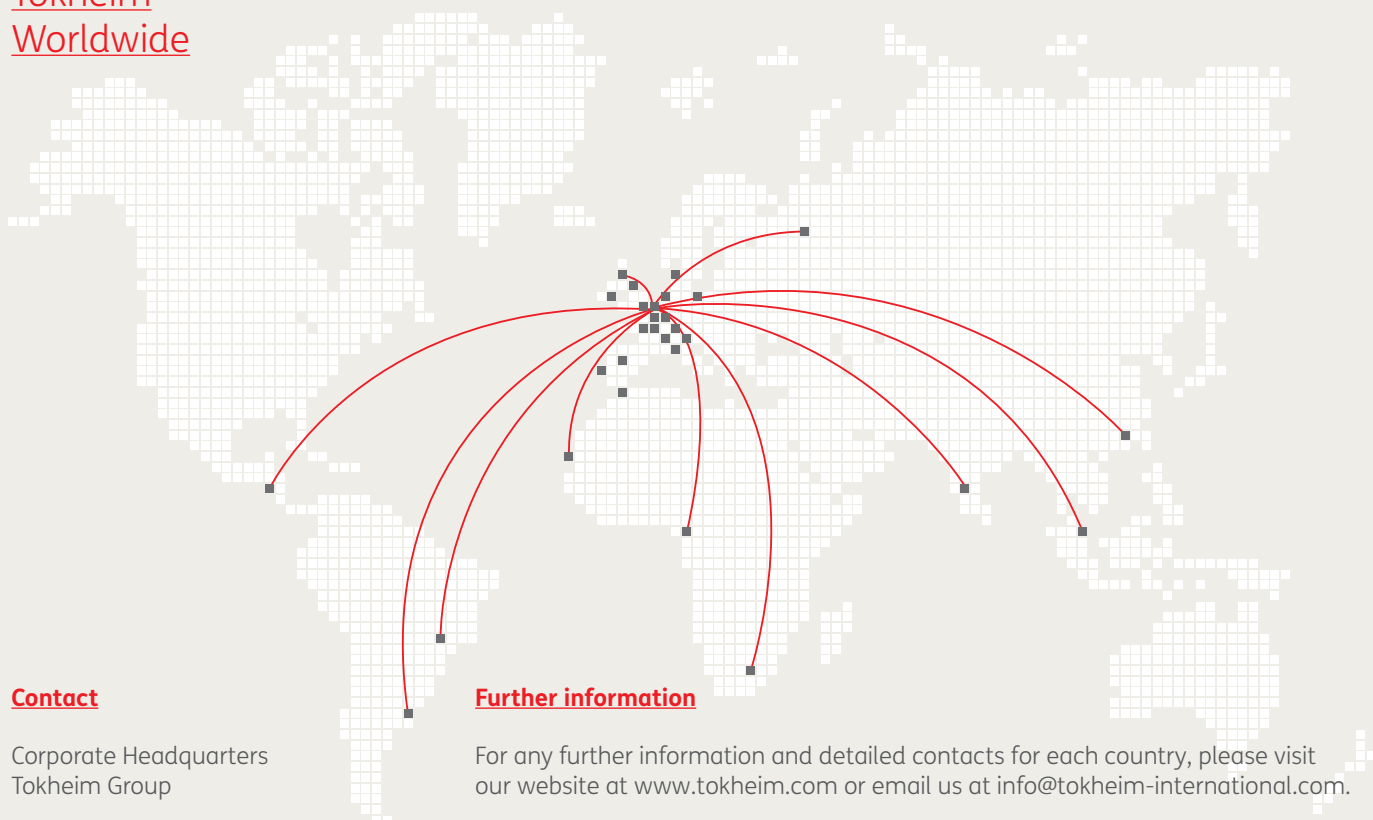 Tokheim
Worldwide
Contact
Corporate Headquarters
Tokheim Group
Further information
For any further information and detailed contacts for each country, please visit
our website at www.tokheim.com or email us at info@tokheim-international.com.